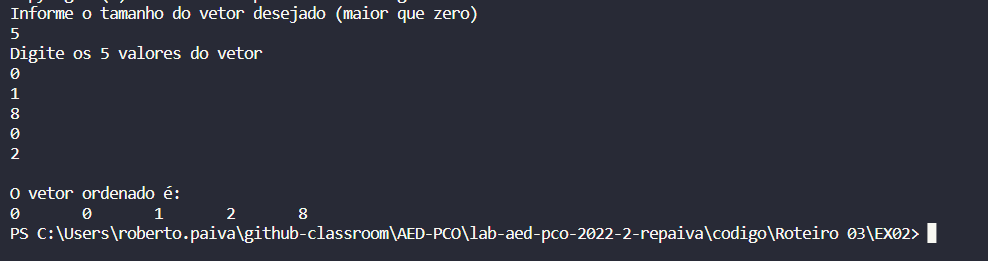 Informe o tamanho do vetor desejado (maior que zero)
5
Digite os 5 valores do vetor
0
1
8
0
2
O vetor ordenado é:
0 0 1 2 8
PS C:\Users\roberto.paiva\github-classroom\AED-PCO\lab-aed-pco-2022-2-repaiva\codigo\Roteiro 03\EX02>